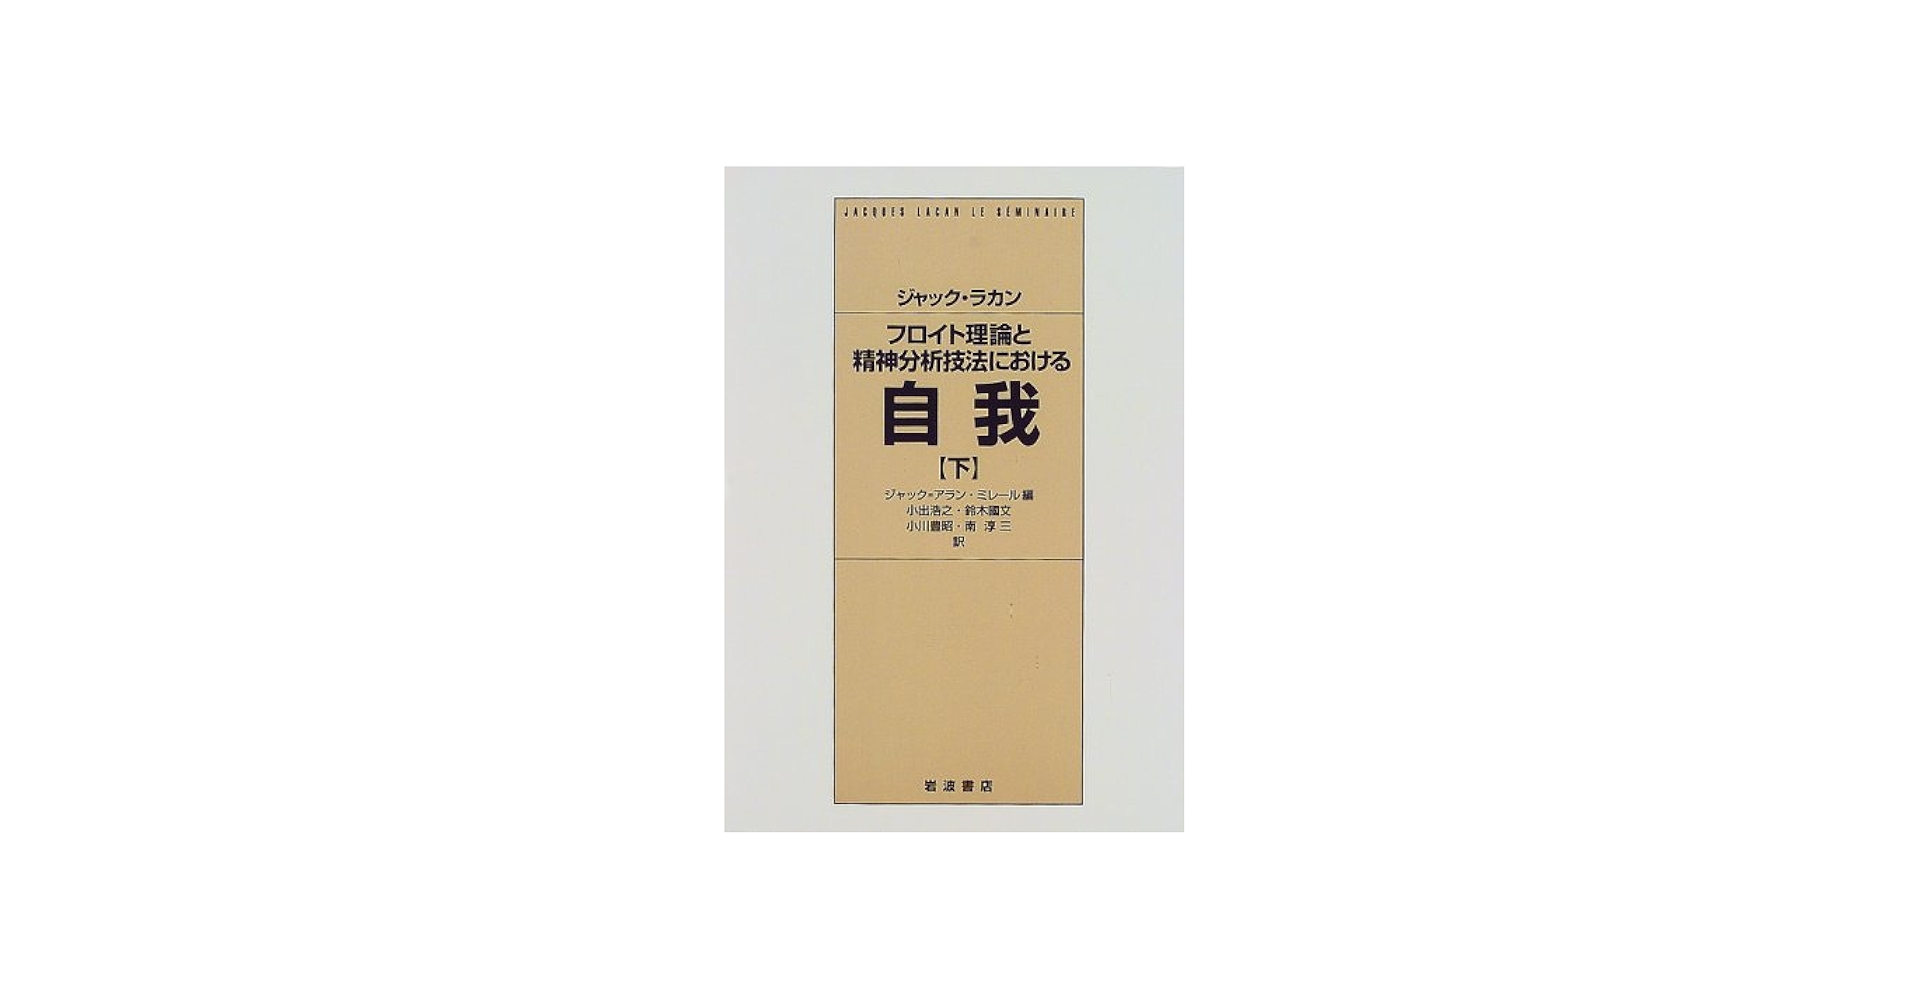 JACQUES LACAN LE SÉMINAIRE
ジャック・ラカン
フロイト理論と
精神分析技法における
自我
【下】
ジャック=アラン・ミレール編
小出浩之・鈴木國文
小川豊昭・南 淳三
訳
岩波書店